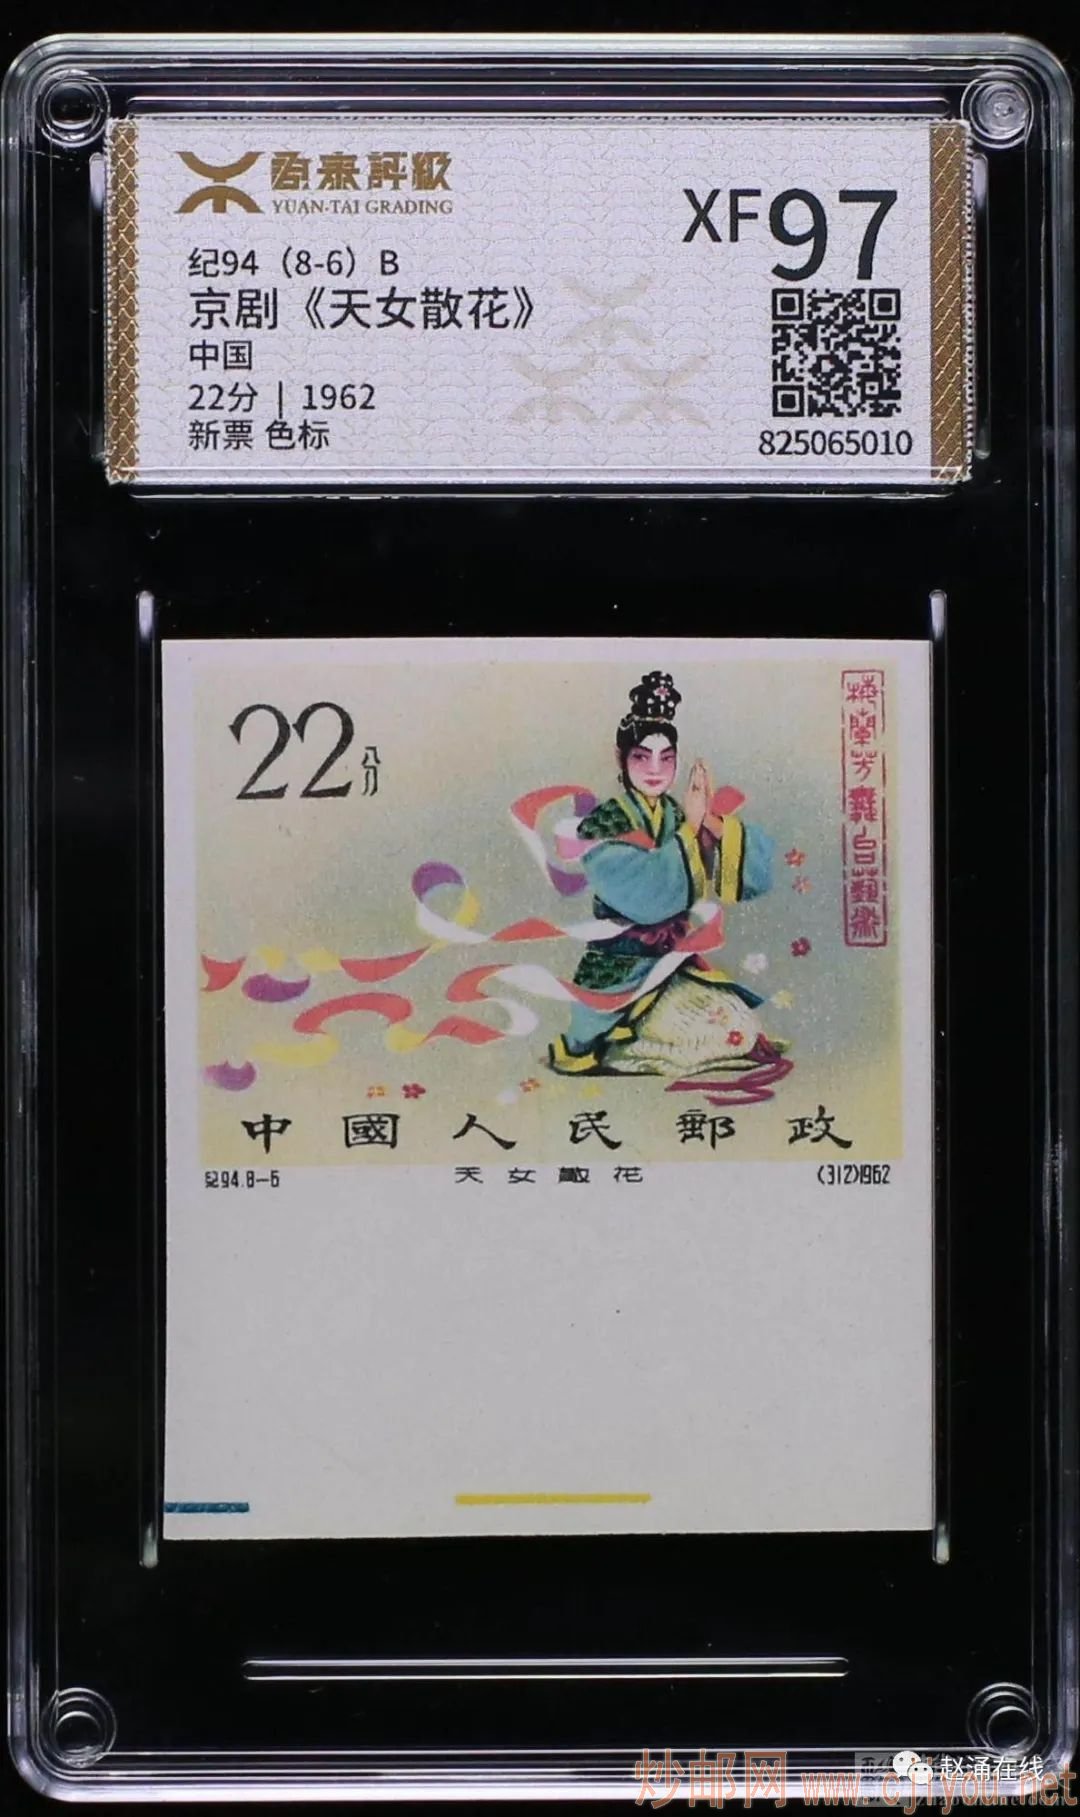 源泰評級
YUAN·TAI GRADING
纪94（8-6）B
京剧《天女散花》
中国
22分 | 1962
新票 色标
XF97
825065010
22分
梅蘭芳舞台藝術
中國人民郵政
纪94.8-6
天女散花
(312)1962
炒邮网 www.cjiyou.net
赵涌在线